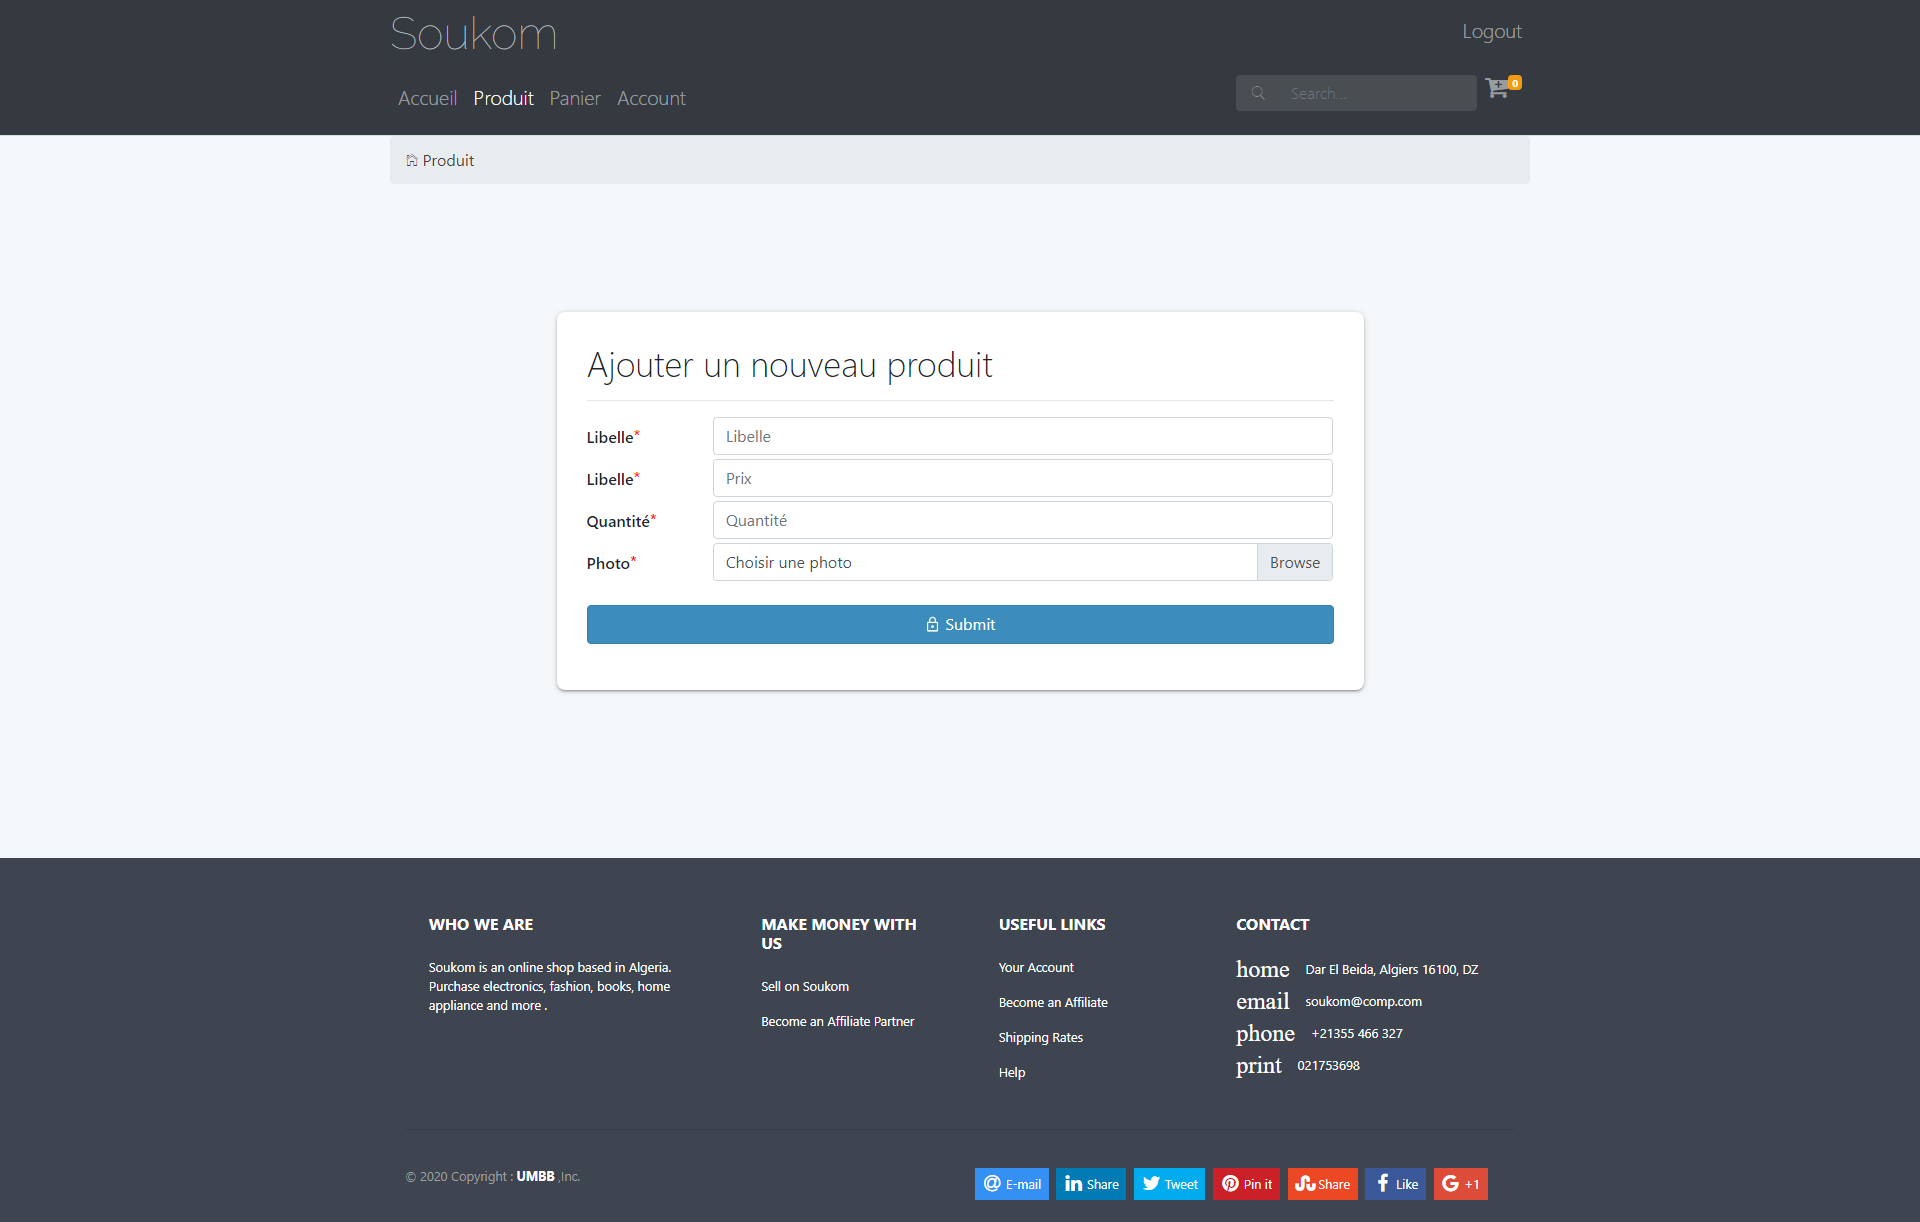 Soukom
Logout
Accueil Produit Panier Account
Search...
0
Produit
Ajouter un nouveau produit
Libelle*
Libelle
Libelle*
Prix
Quantité*
Quantité
Photo*
Choisir une photo
Browse
Submit
WHO WE ARE
Soukom is an online shop based in Algeria.
Purchase electronics, fashion, books, home
appliance and more .
MAKE MONEY WITH
US
Sell on Soukom
Become an Affiliate Partner
USEFUL LINKS
Your Account
Become an Affiliate
Shipping Rates
Help
CONTACT
home Dar El Beida, Algiers 16100, DZ
email soukom@comp.com
phone +21355 466 327
print 021753698
© 2020 Copyright : UMBB ,Inc.
E-mail
Share
Tweet
Pin it
Share
Like
+1